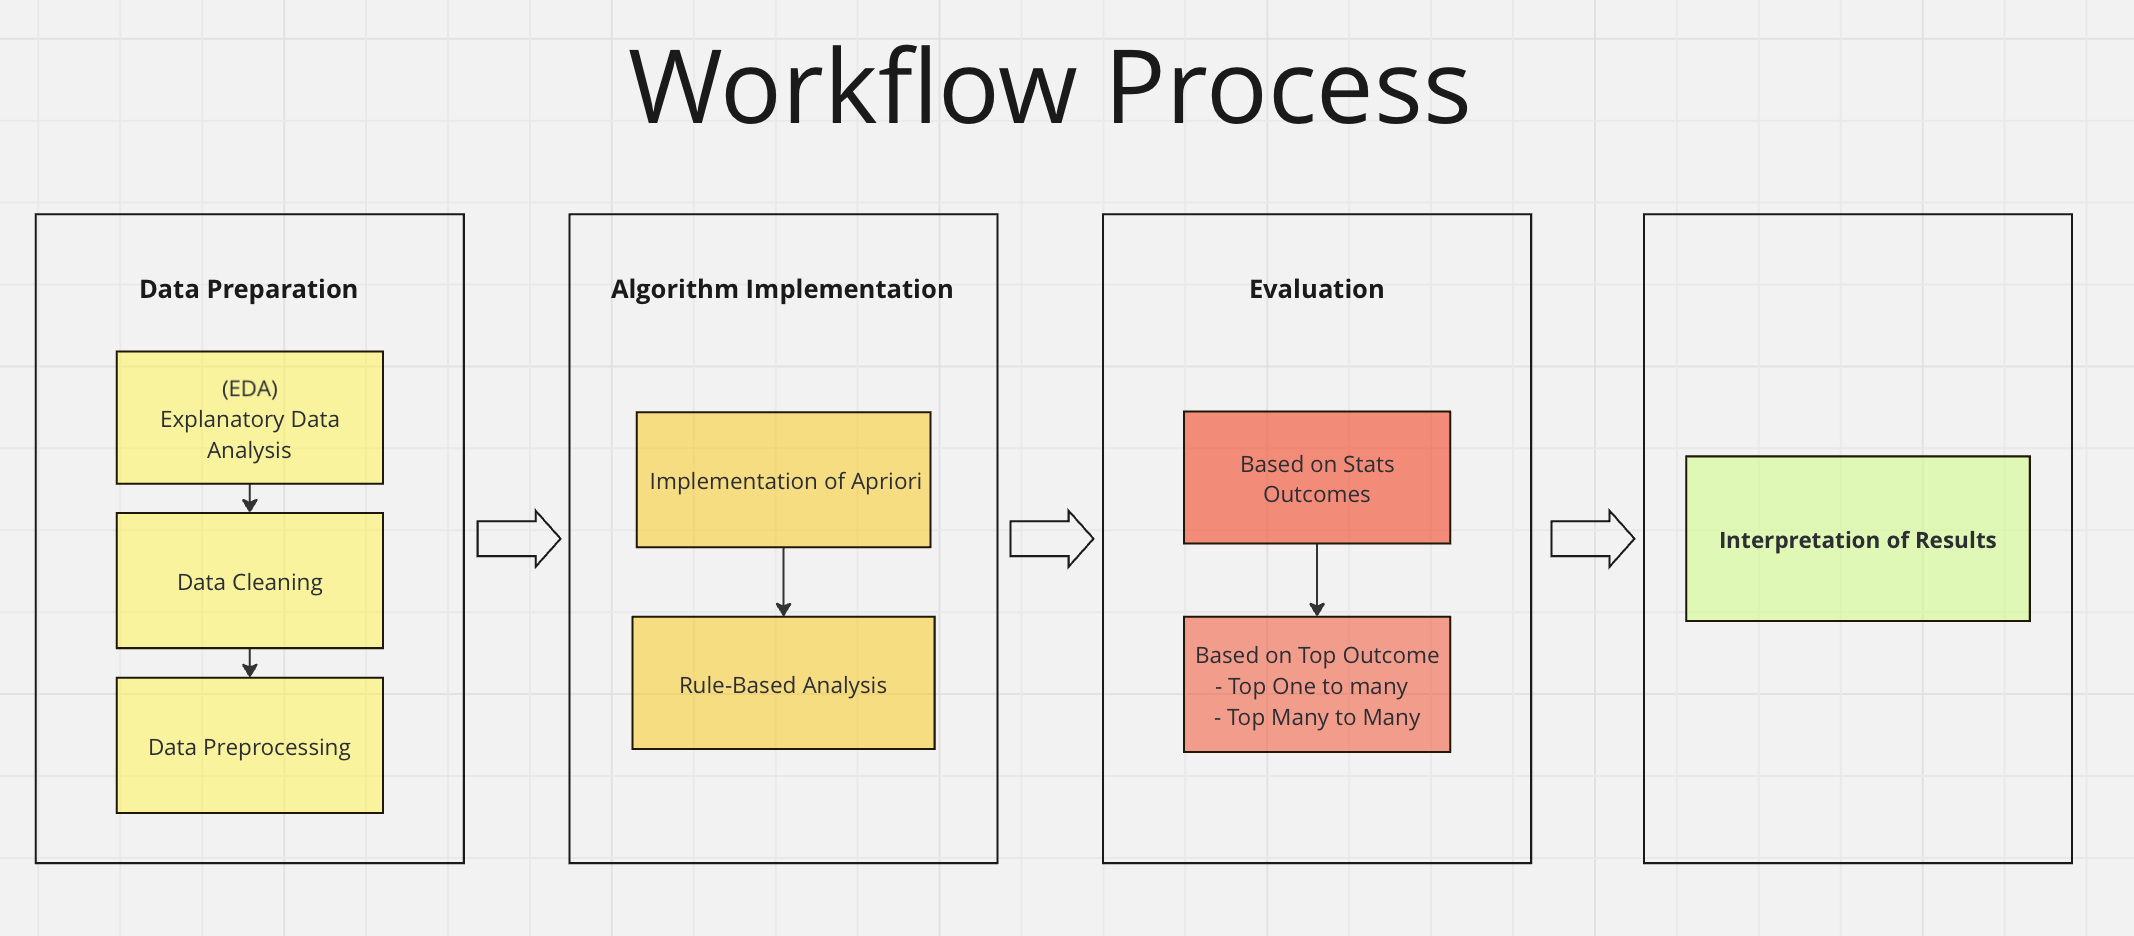 Workflow Process
Data Preparation
(EDA)
Explanatory Data
Analysis
Data Cleaning
Data Preprocessing
Algorithm Implementation
Implementation of Apriori
Rule-Based Analysis
Evaluation
Based on Stats
Outcomes
Based on Top Outcome
- Top One to many
- Top Many to Many
Interpretation of Results